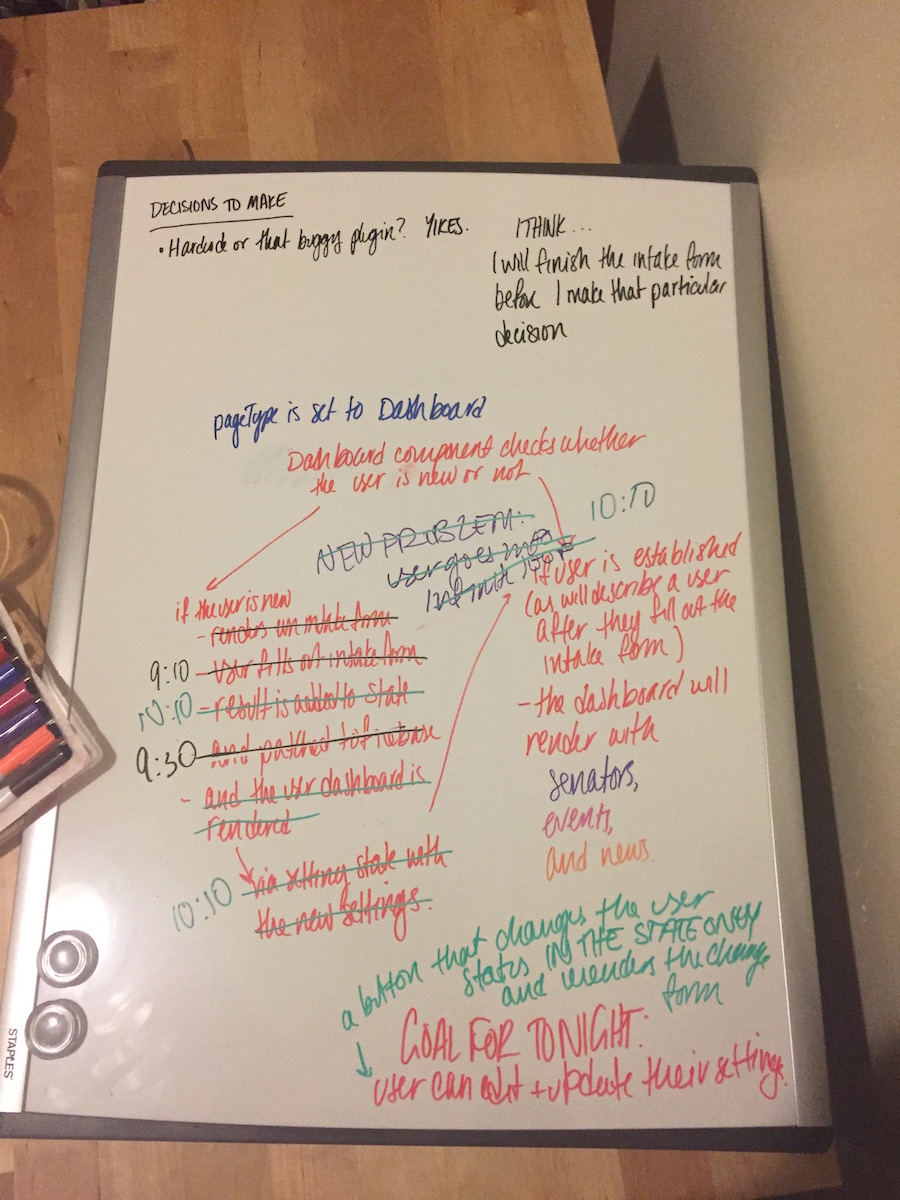 DECISIONS TO MAKE
• Hardcode or that buggy plugin? YIKES.
I THINK...
I will finish the intake form
before I make that particular
decision
pageType is set to Dashboard
Dashboard component checks whether
the user is new or not
10:10
NEW PROBLEM:
user goes into
infinite loop
if the user is new
- renders an intake form
9:10 - user fills out intake form
10:10 - result is added to state
9:30 - and patched to firebase
- and the user dashboard is
rendered
10:10 via setting state with
the new settings.
if user is established
(as will describe a user
after they fill out the
intake form)
- the dashboard will
render with
senators,
events,
and news.
a button that changes the user
status IN THE STATE ONLY
and renders the change
form
GOAL FOR TONIGHT:
user can edit + update their settings.
STAPLES